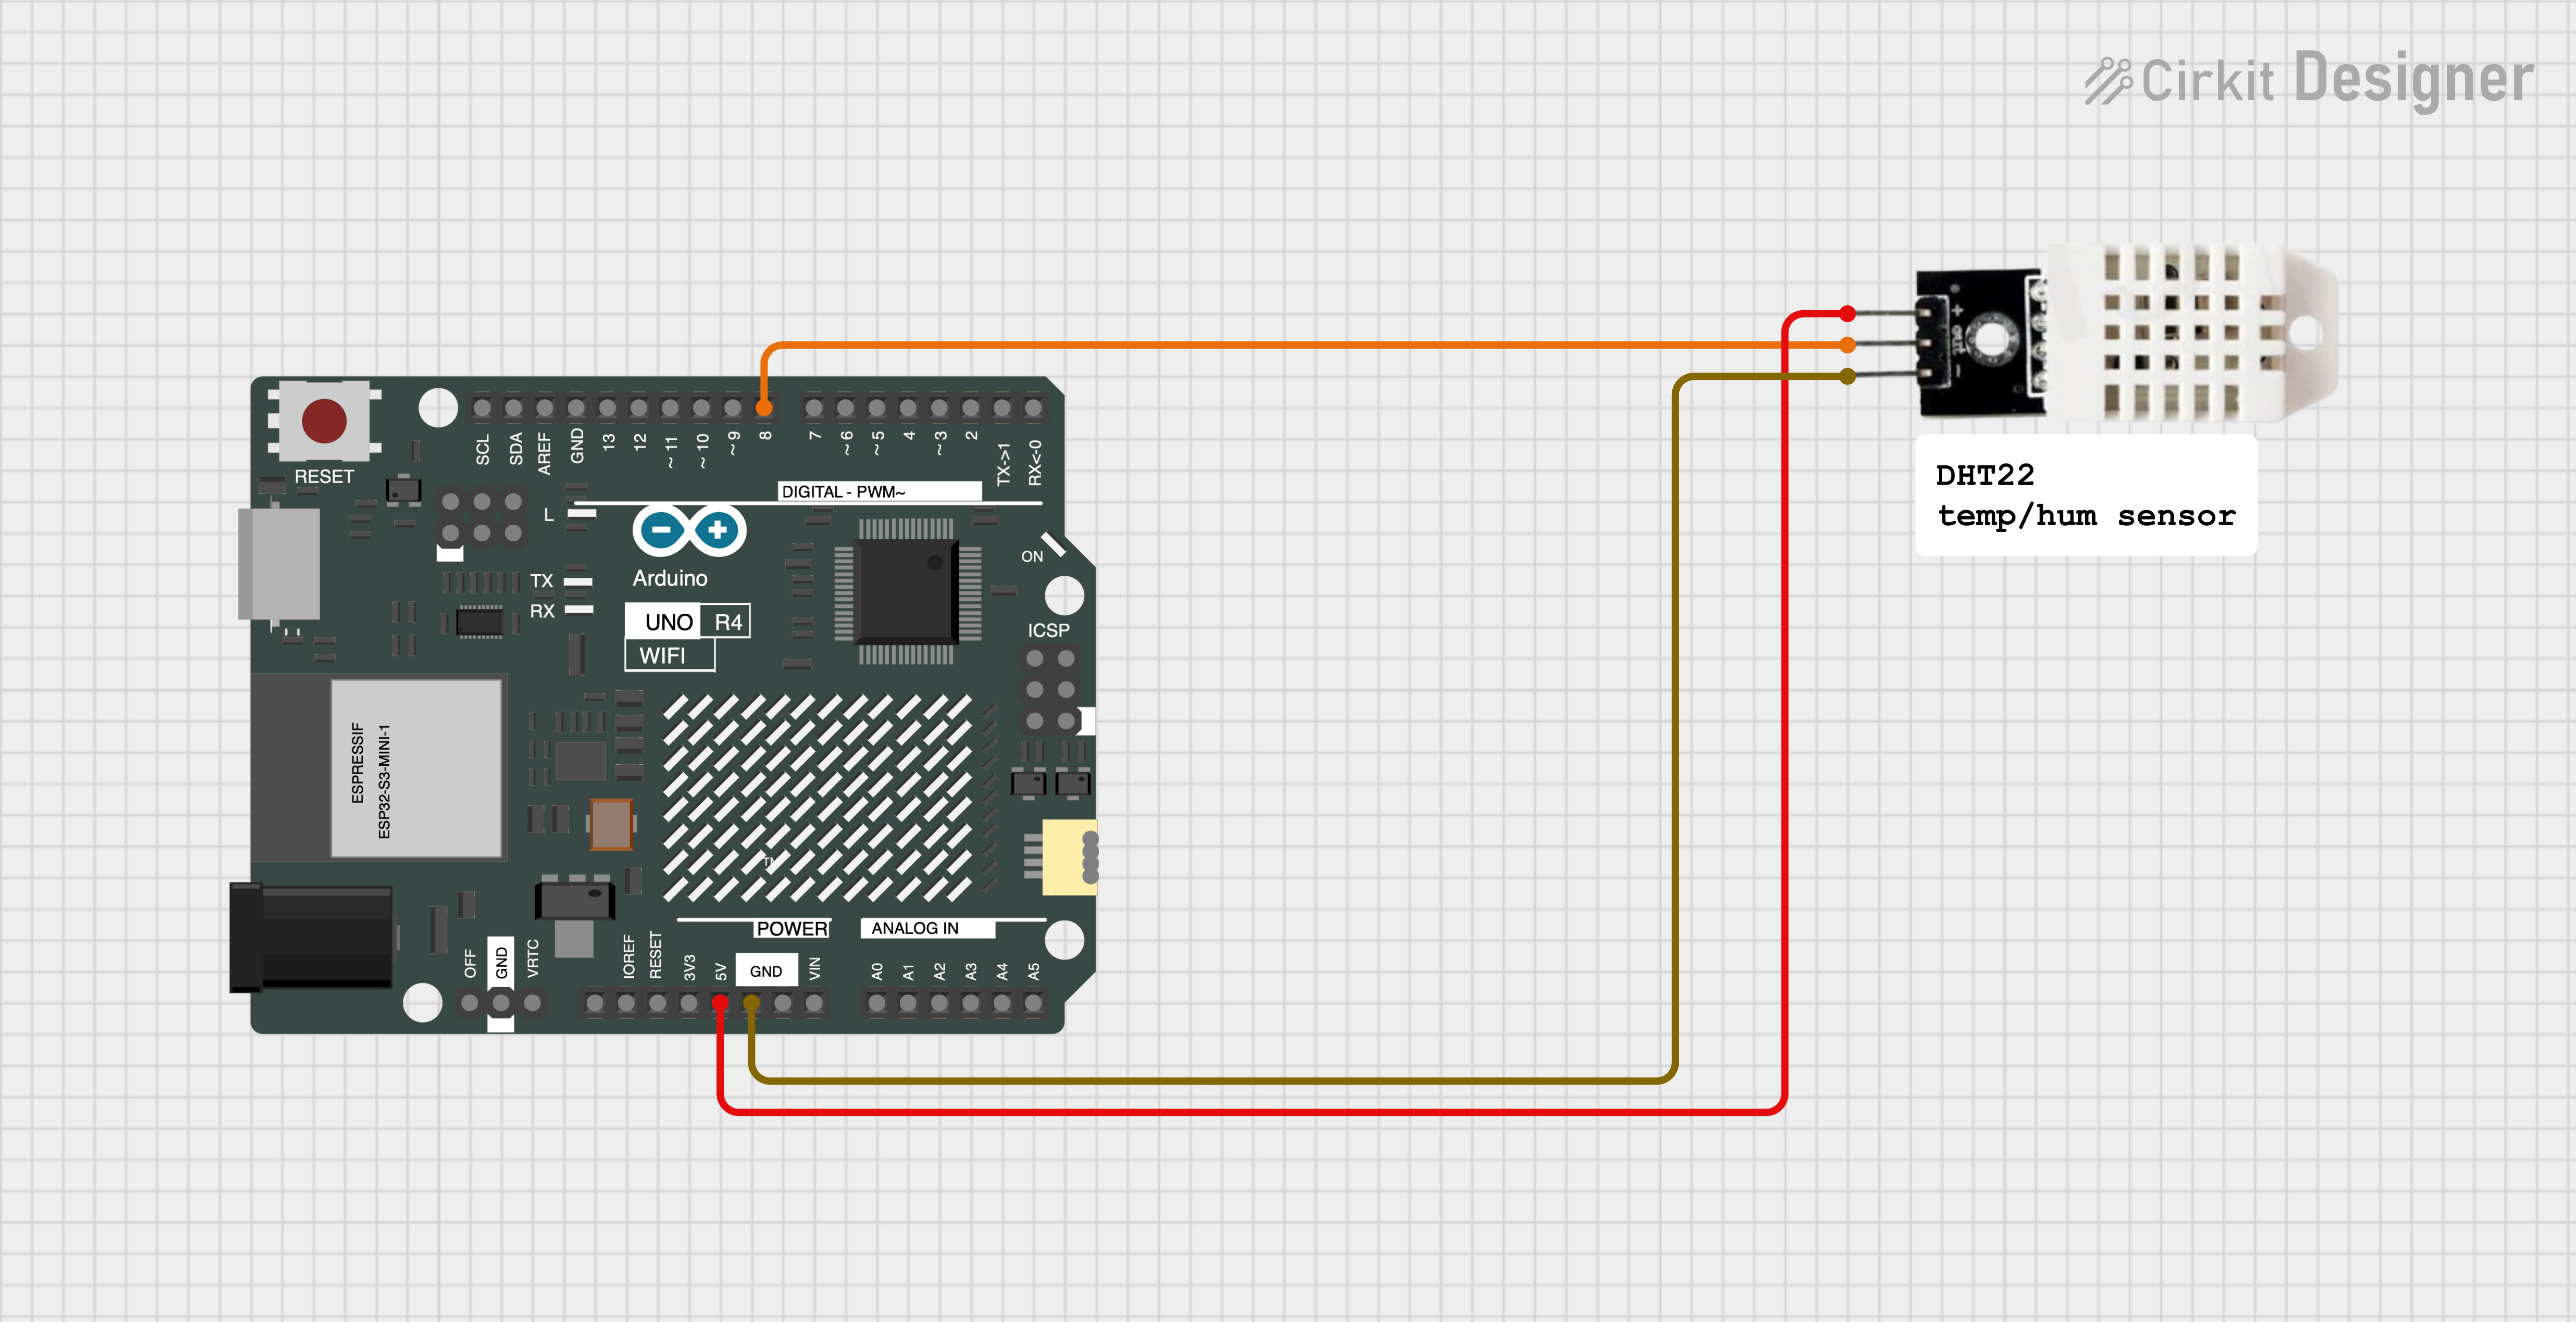 Cirkit Designer
+
out
-
DHT22
temp/hum sensor
RESET
SCL
SDA
AREF
GND
13
12
~11
~10
~9
8
7
~6
~5
4
~3
2
TX->1
RX<-0
DIGITAL - PWM~
L
TX
RX
Arduino
UNO R4
WIFI
ON
ICSP
ESPRESSIF
ESP32-S3-MINI-1
TM
POWER
ANALOG IN
OFF
GND
VRTC
IOREF
RESET
3V3
5V
GND
VIN
A0
A1
A2
A3
A4
A5